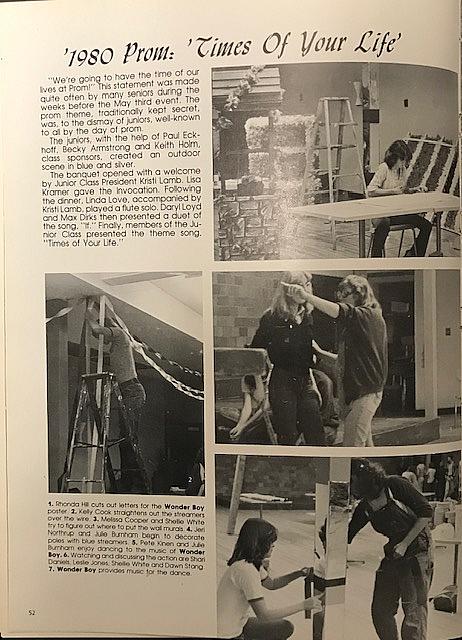 '1980 Prom: 'Times Of Your Life'
"We're going to have the time of our
lives at Prom!" This statement was made
quite often by many seniors during the
weeks before the May third event. The
prom theme, traditionally kept secret,
was, to the dismay of juniors, well-known
to all by the day of prom.
The juniors, with the help of Paul Eck-
hoff, Becky Armstrong and Keith Holm,
class sponsors, created an outdoor
scene in blue and silver.
The banquet opened with a welcome
by Junior Class President Kristi Lamb. Lisa
Kramer gave the invocation. Following
the dinner, Linda Love, accompanied by
Kristi Lamb, played a flute solo. Daryl Loyd
and Max Dirks then presented a duet of
the song, "If." Finally, members of the Ju-
nior Class presented the theme song,
"Times of Your Life."
2
1. Rhonda Hill cuts out letters for the Wonder Boy
poster. 2. Kelly Cook straightens out the streamers
over the wire. 3. Melissa Cooper and Shellie White
try to figure out where to put the wall murals. 4. Jeri
Northrup and Julie Burnham begin to decorate
poles with blue streamers. 5. Pete Kinen and Julie
Burnham enjoy dancing to the music of Wonder
Boy. 6. Watching and discussing the action are Shari
Daniels, Leslie Jones, Shellie White and Dawn Stang.
7. Wonder Boy provides music for the dance.
52